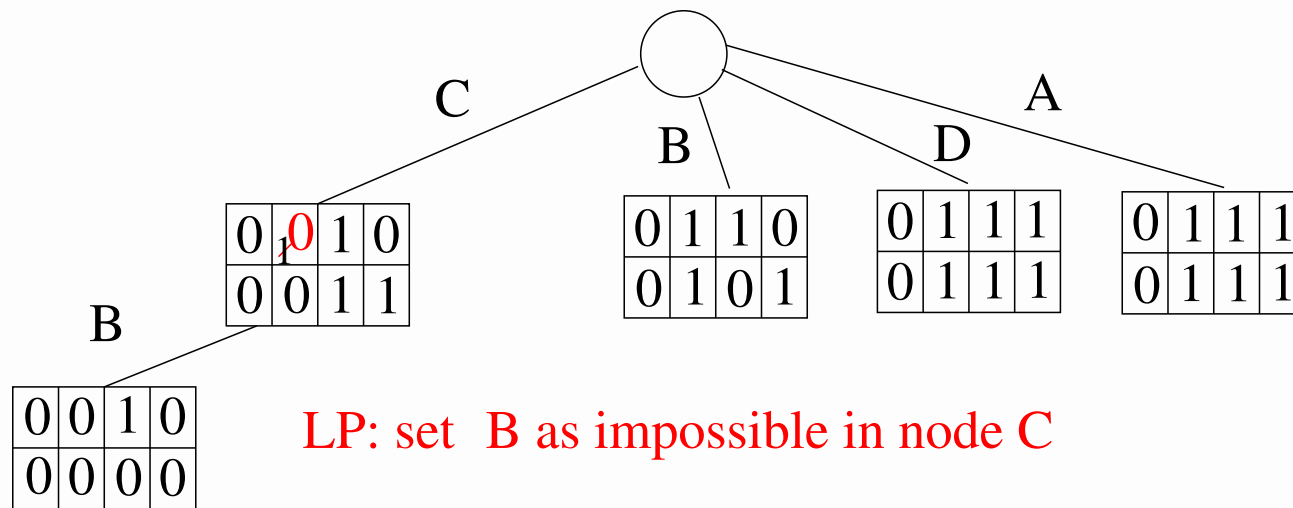 A
C
B
D
0 1 0 1 0
0 0 1 1
0 1 1 0
0 1 0 1
0 1 1 1
0 1 1 1
0 1 1 1
0 1 1 1
B
0 0 1 0
0 0 0 0
LP: set B as impossible in node C